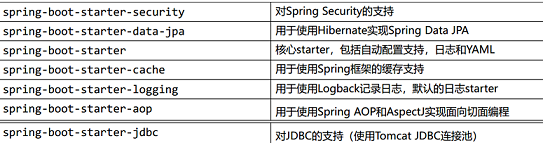 spring-boot-starter-security 对Spring Security的支持
spring-boot-starter-data-jpa 用于使用Hibernate实现Spring Data JPA
spring-boot-starter 核心starter，包括自动配置支持，日志和YAML
spring-boot-starter-cache 用于使用Spring框架的缓存支持
spring-boot-starter-logging 用于使用Logback记录日志，默认的日志starter
spring-boot-starter-aop 用于使用Spring AOP和AspectJ实现面向切面编程
spring-boot-starter-jdbc 对JDBC的支持（使用Tomcat JDBC连接池）